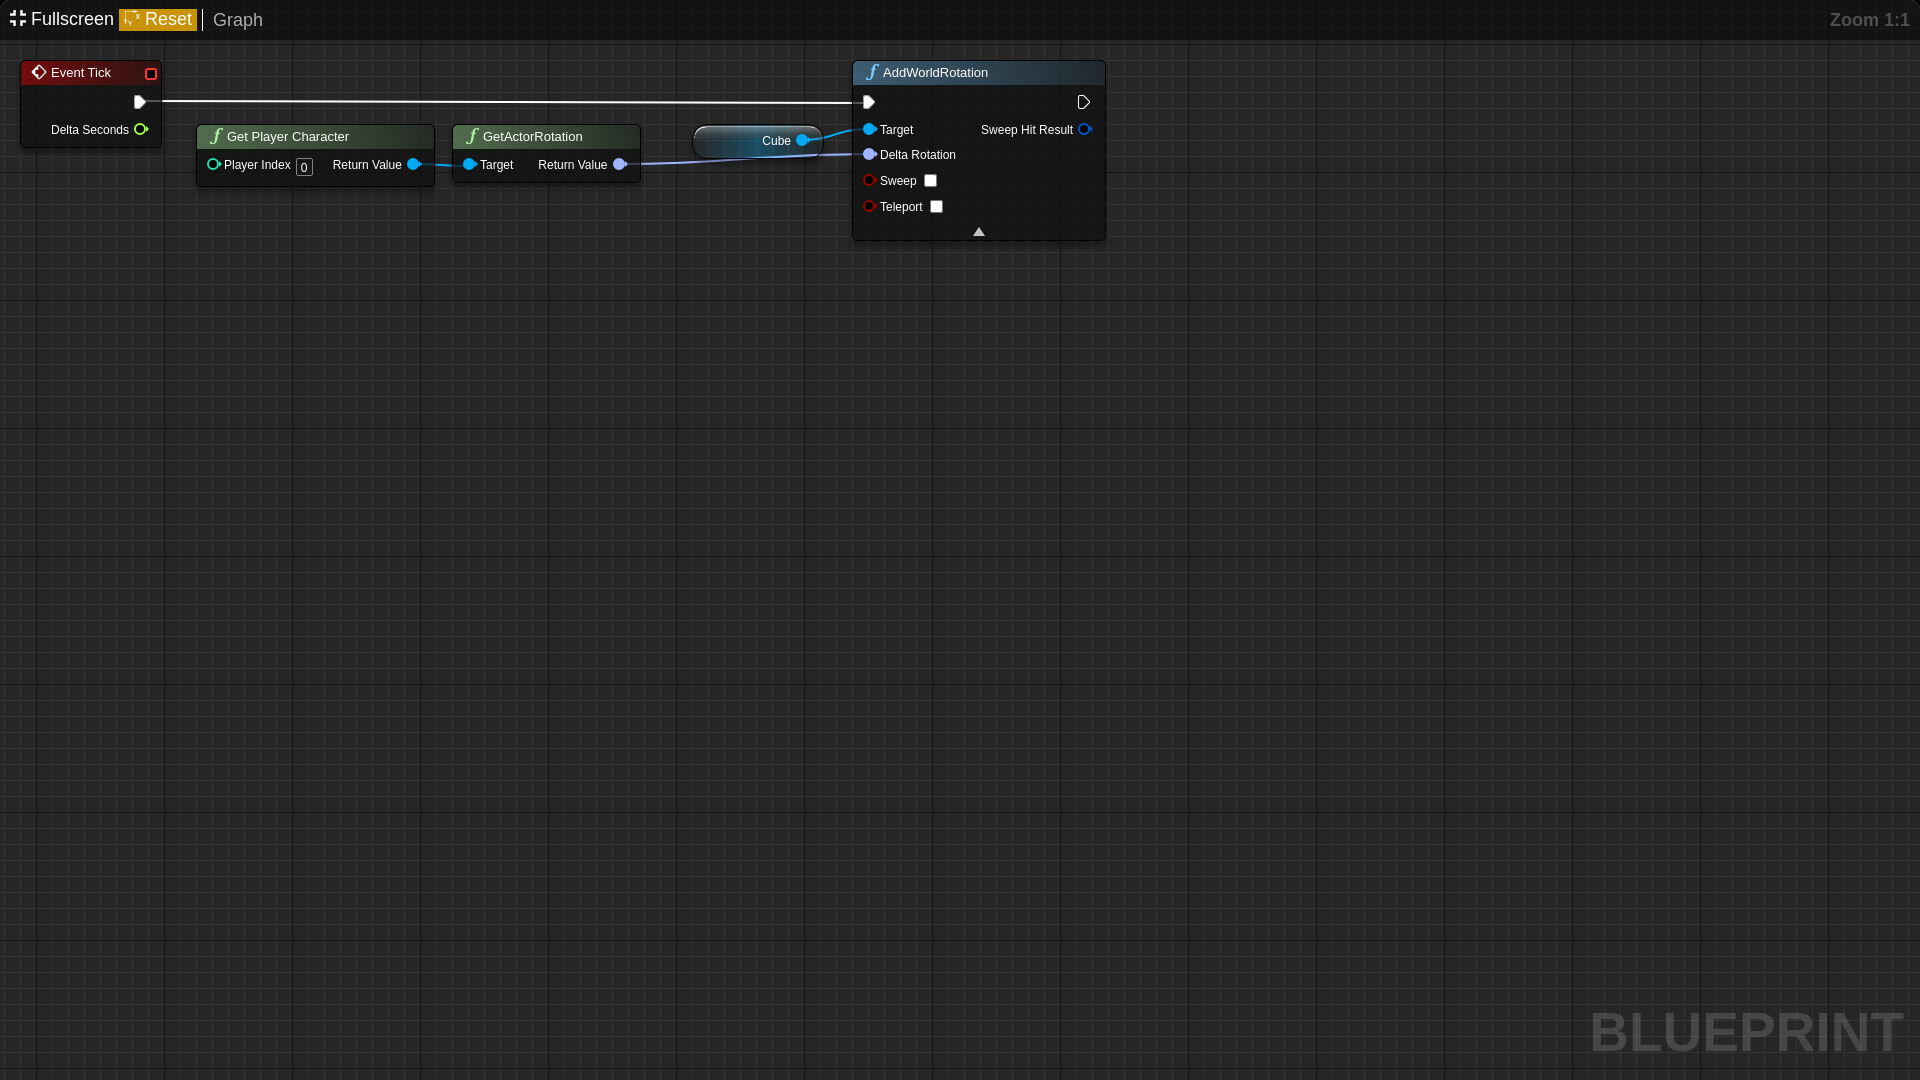 Fullscreen Reset Graph
Zoom 1:1
Event Tick
Delta Seconds
Get Player Character
Player Index 0 Return Value
GetActorRotation
Target Return Value
Cube
AddWorldRotation
Target Sweep Hit Result
Delta Rotation
Sweep
Teleport
BLUEPRINT